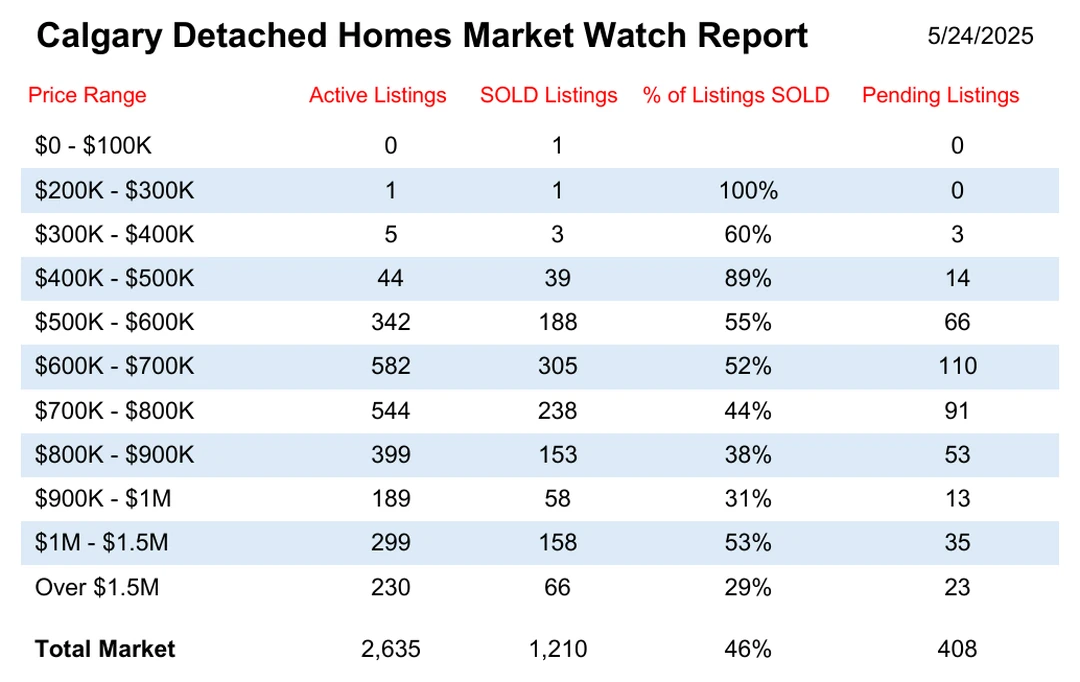 Calgary Detached Homes Market Watch Report 5/24/2025
Price Range Active Listings SOLD Listings % of Listings SOLD Pending Listings
$0 - $100K 0 1 0
$200K - $300K 1 1 100% 0
$300K - $400K 5 3 60% 3
$400K - $500K 44 39 89% 14
$500K - $600K 342 188 55% 66
$600K - $700K 582 305 52% 110
$700K - $800K 544 238 44% 91
$800K - $900K 399 153 38% 53
$900K - $1M 189 58 31% 13
$1M - $1.5M 299 158 53% 35
Over $1.5M 230 66 29% 23
Total Market 2,635 1,210 46% 408